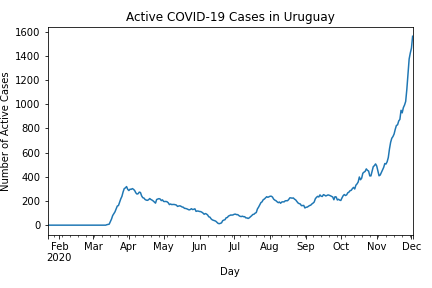 Active COVID-19 Cases in Uruguay
Number of Active Cases
1600
1400
1200
1000
800
600
400
200
0
Feb Mar Apr May Jun Jul Aug Sep Oct Nov Dec
2020
Day